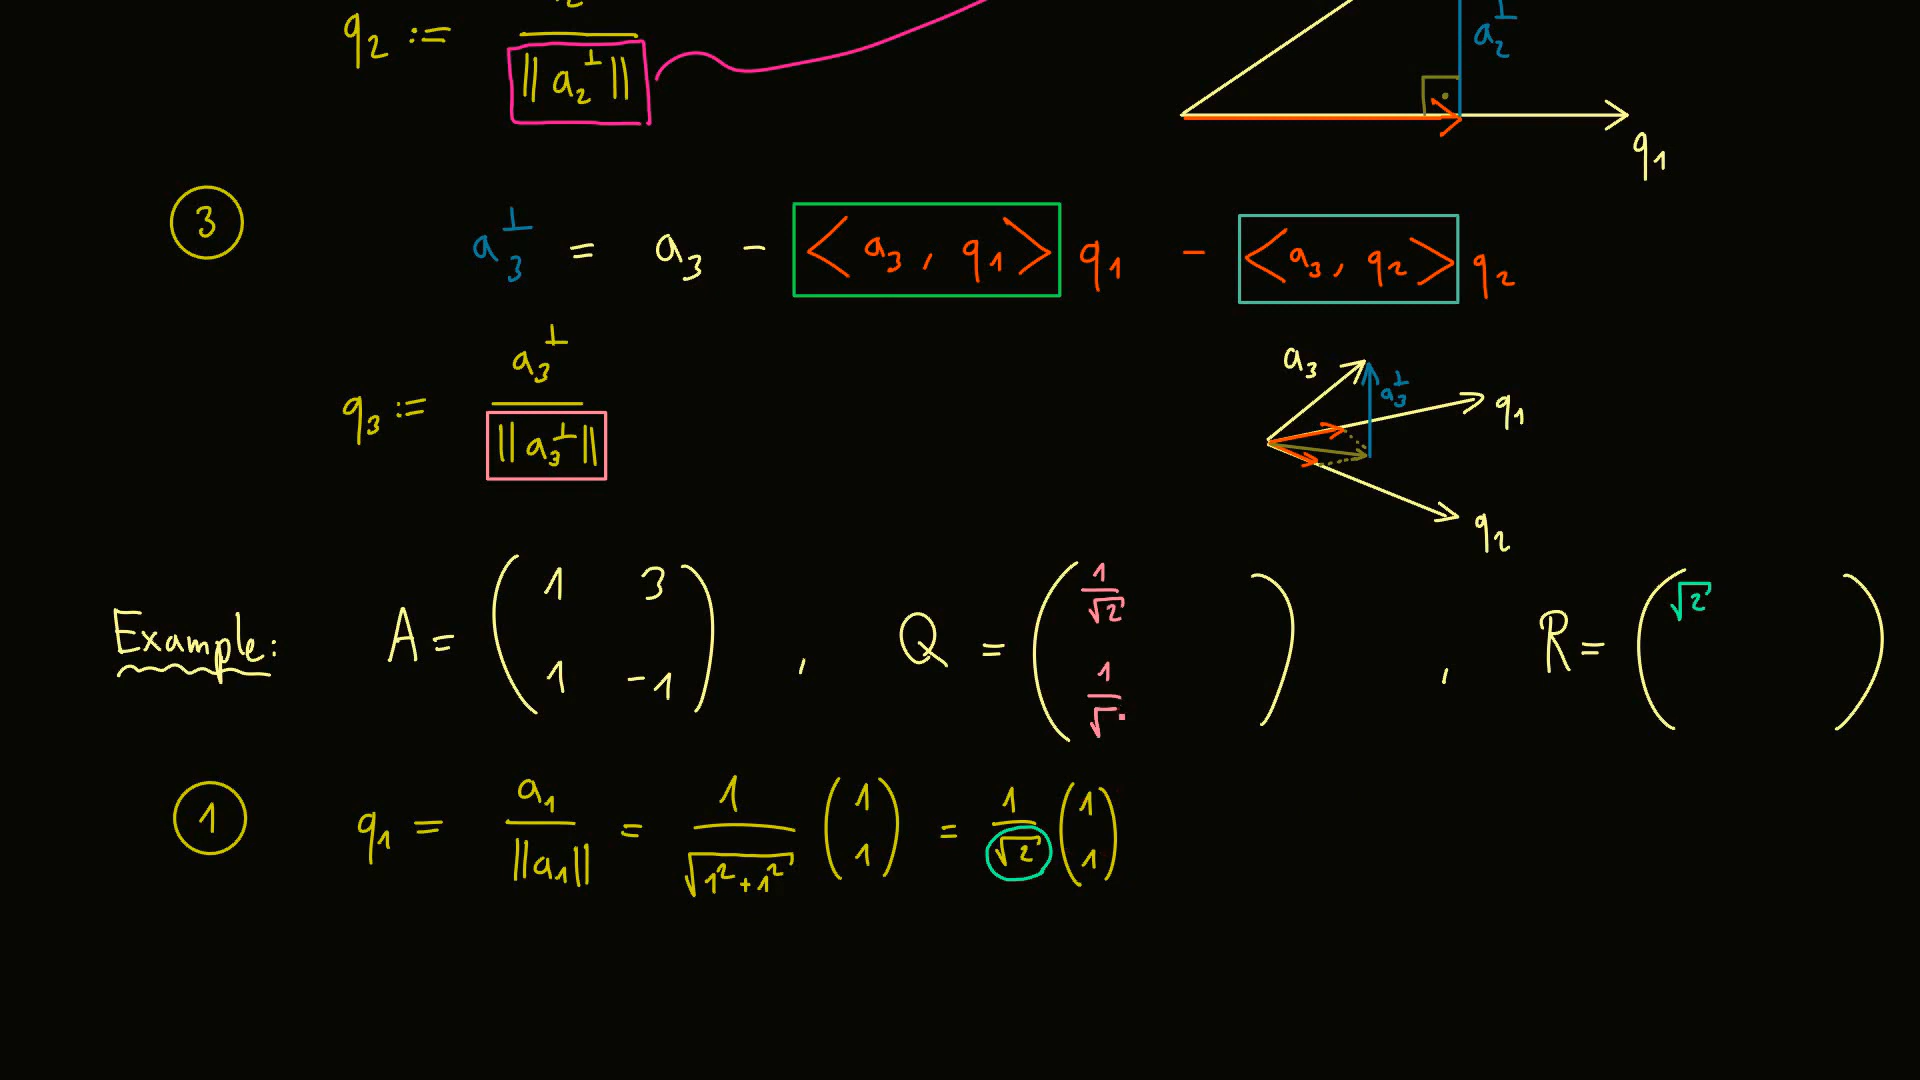 q₂ := ‖a₂^⊥‖
a₂^⊥
q₁
③ a₃^⊥ = a₃ - <a₃, q₁> q₁ - <a₃, q₂> q₂
q₃ := a₃^⊥ / ‖a₃^⊥‖
a₃ a₃^⊥ q₁
q₂
Example: A = ( 1 3 ; 1 -1 ) , Q = ( 1/√2 ; 1/√ ) , R = ( √2 )
① q₁ = a₁ / ‖a₁‖ = 1 / √(1²+1²) ( 1 ; 1 ) = 1/√2 ( 1 ; 1 )